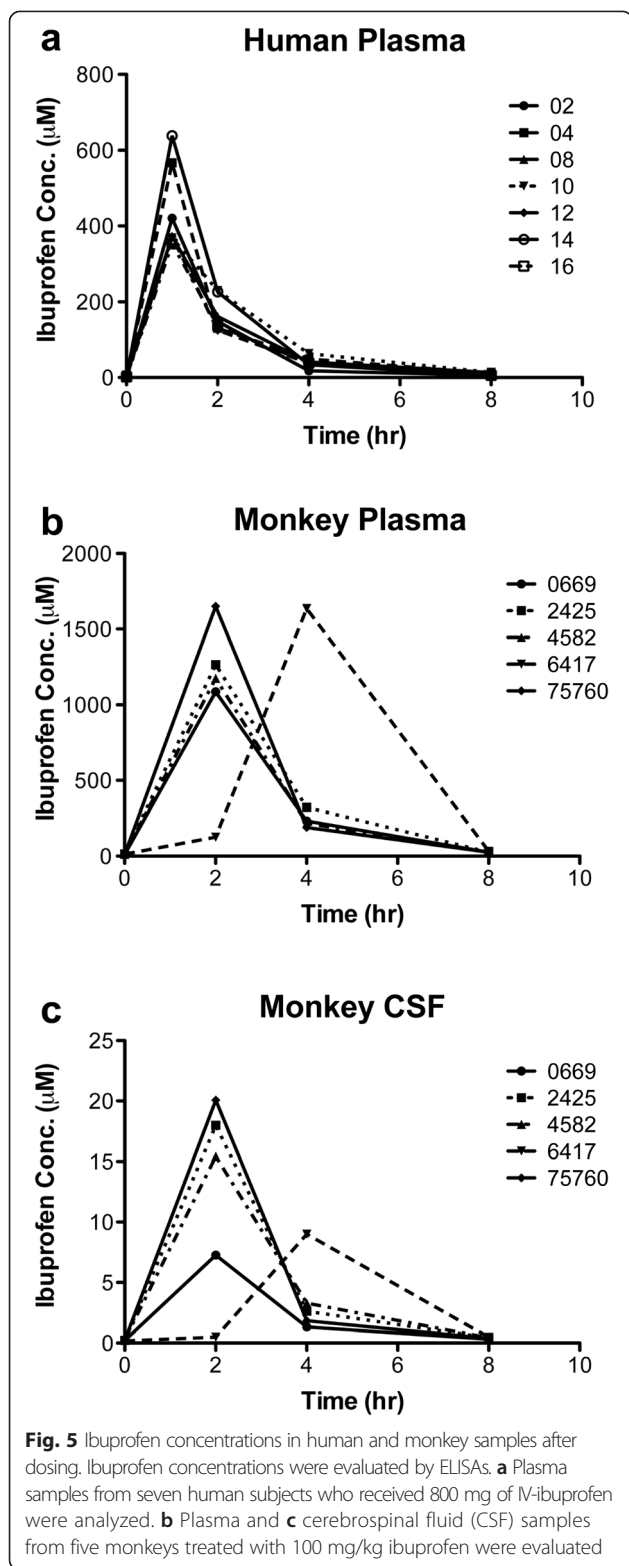 a
Human Plasma
Ibuprofen Conc. (μM)
800
600
400
200
0
0 2 4 6 8 10
Time (hr)
02
04
08
10
12
14
16
b
Monkey Plasma
Ibuprofen Conc. (μM)
2000
1500
1000
500
0
0 2 4 6 8 10
Time (hr)
0669
2425
4582
6417
75760
c
Monkey CSF
Ibuprofen Conc. (μM)
25
20
15
10
5
0
0 2 4 6 8 10
Time (hr)
0669
2425
4582
6417
75760
Fig. 5 Ibuprofen concentrations in human and monkey samples after
dosing. Ibuprofen concentrations were evaluated by ELISAs. a Plasma
samples from seven human subjects who received 800 mg of IV-ibuprofen
were analyzed. b Plasma and c cerebrospinal fluid (CSF) samples
from five monkeys treated with 100 mg/kg ibuprofen were evaluated